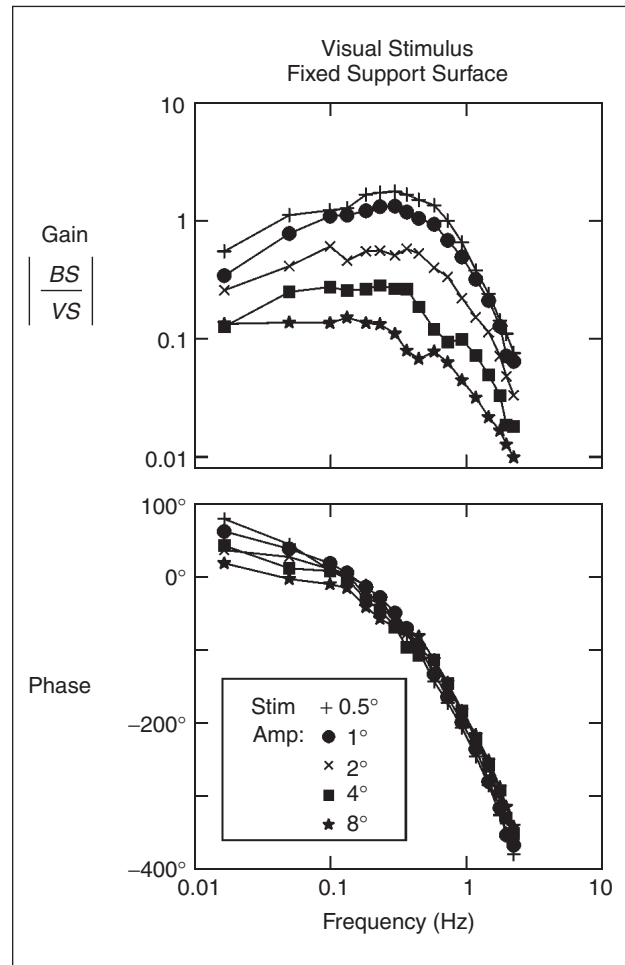 Visual Stimulus
Fixed Support Surface
10
1
0.1
0.01
Gain
BS
VS
100°
0°
−200°
−400°
Phase
Stim + 0.5°
Amp: ● 1°
× 2°
■ 4°
★ 8°
0.01 0.1 1 10
Frequency (Hz)